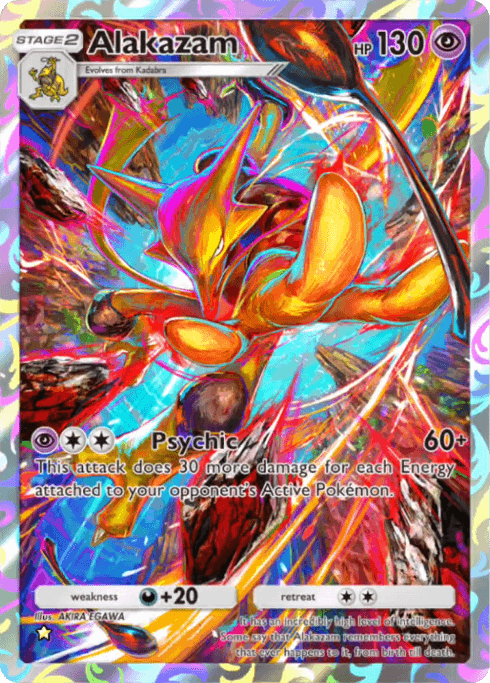 STAGE 2 Alakazam HP 130
Evolves from Kadabra
Psychic 60+
This attack does 30 more damage for each Energy
attached to your opponent's Active Pokémon.
weakness +20 retreat
Illus. AKIRA EGAWA
It has an incredibly high level of intelligence.
Some say that Alakazam remembers everything
that ever happens to it, from birth till death.